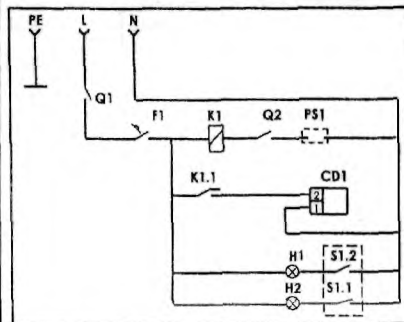 PE L N
Q1
F1 K1 Q2 PS1
K1.1 CD1
2
1
H1 S1.2
H2 S1.1